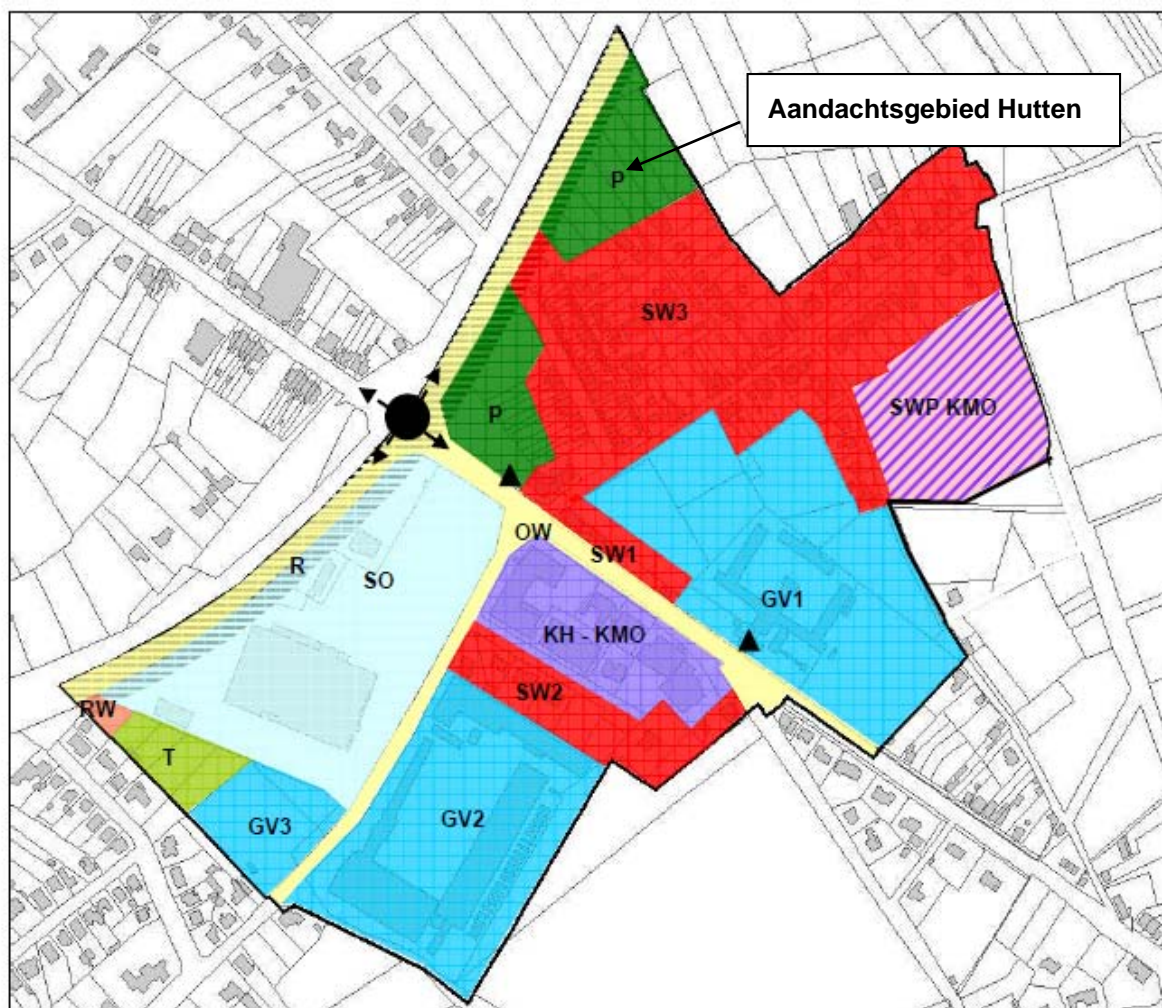 Aandachtsgebied Hutten
P
SW3
SWP KMO
P
OW
SW1
R
SO
GV1
KH - KMO
SW2
RW
T
GV3
GV2